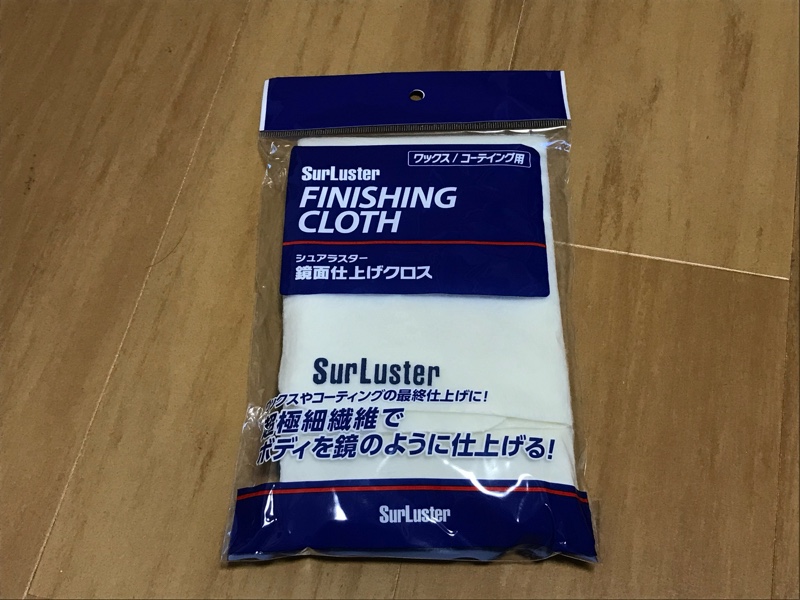 ワックス/コーティング用
SurLuster
FINISHING
CLOTH
シュアラスター
鏡面仕上げクロス
SurLuster
ワックスやコーティングの最終仕上げに!
超極細繊維で
ボディを鏡のように仕上げる!
SurLuster